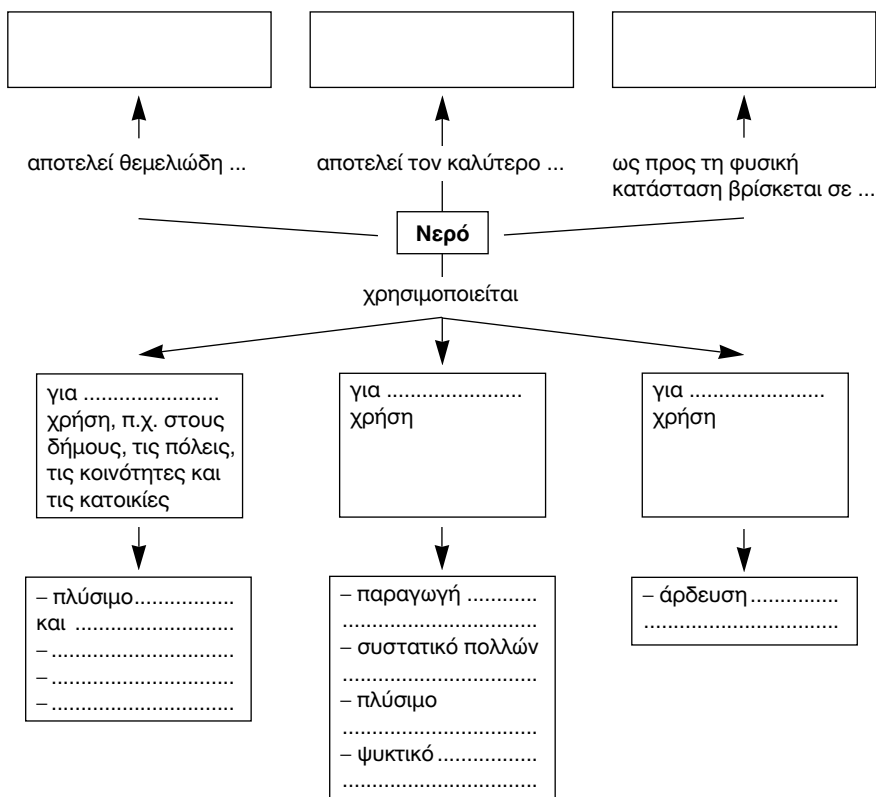 αποτελεί θεμελιώδη ...
αποτελεί τον καλύτερο ...
ως προς τη φυσική
κατάσταση βρίσκεται σε ...
Νερό
χρησιμοποιείται
για .......................
χρήση, π.χ. στους
δήμους, τις πόλεις,
τις κοινότητες και
τις κατοικίες
για .......................
χρήση
για .......................
χρήση
– πλύσιμο.................
και ...........................
– ...............................
– ...............................
– ...............................
– παραγωγή ............
.................................
– συστατικό πολλών
.................................
– πλύσιμο
.................................
– ψυκτικό .................
.................................
– άρδευση...............
.................................